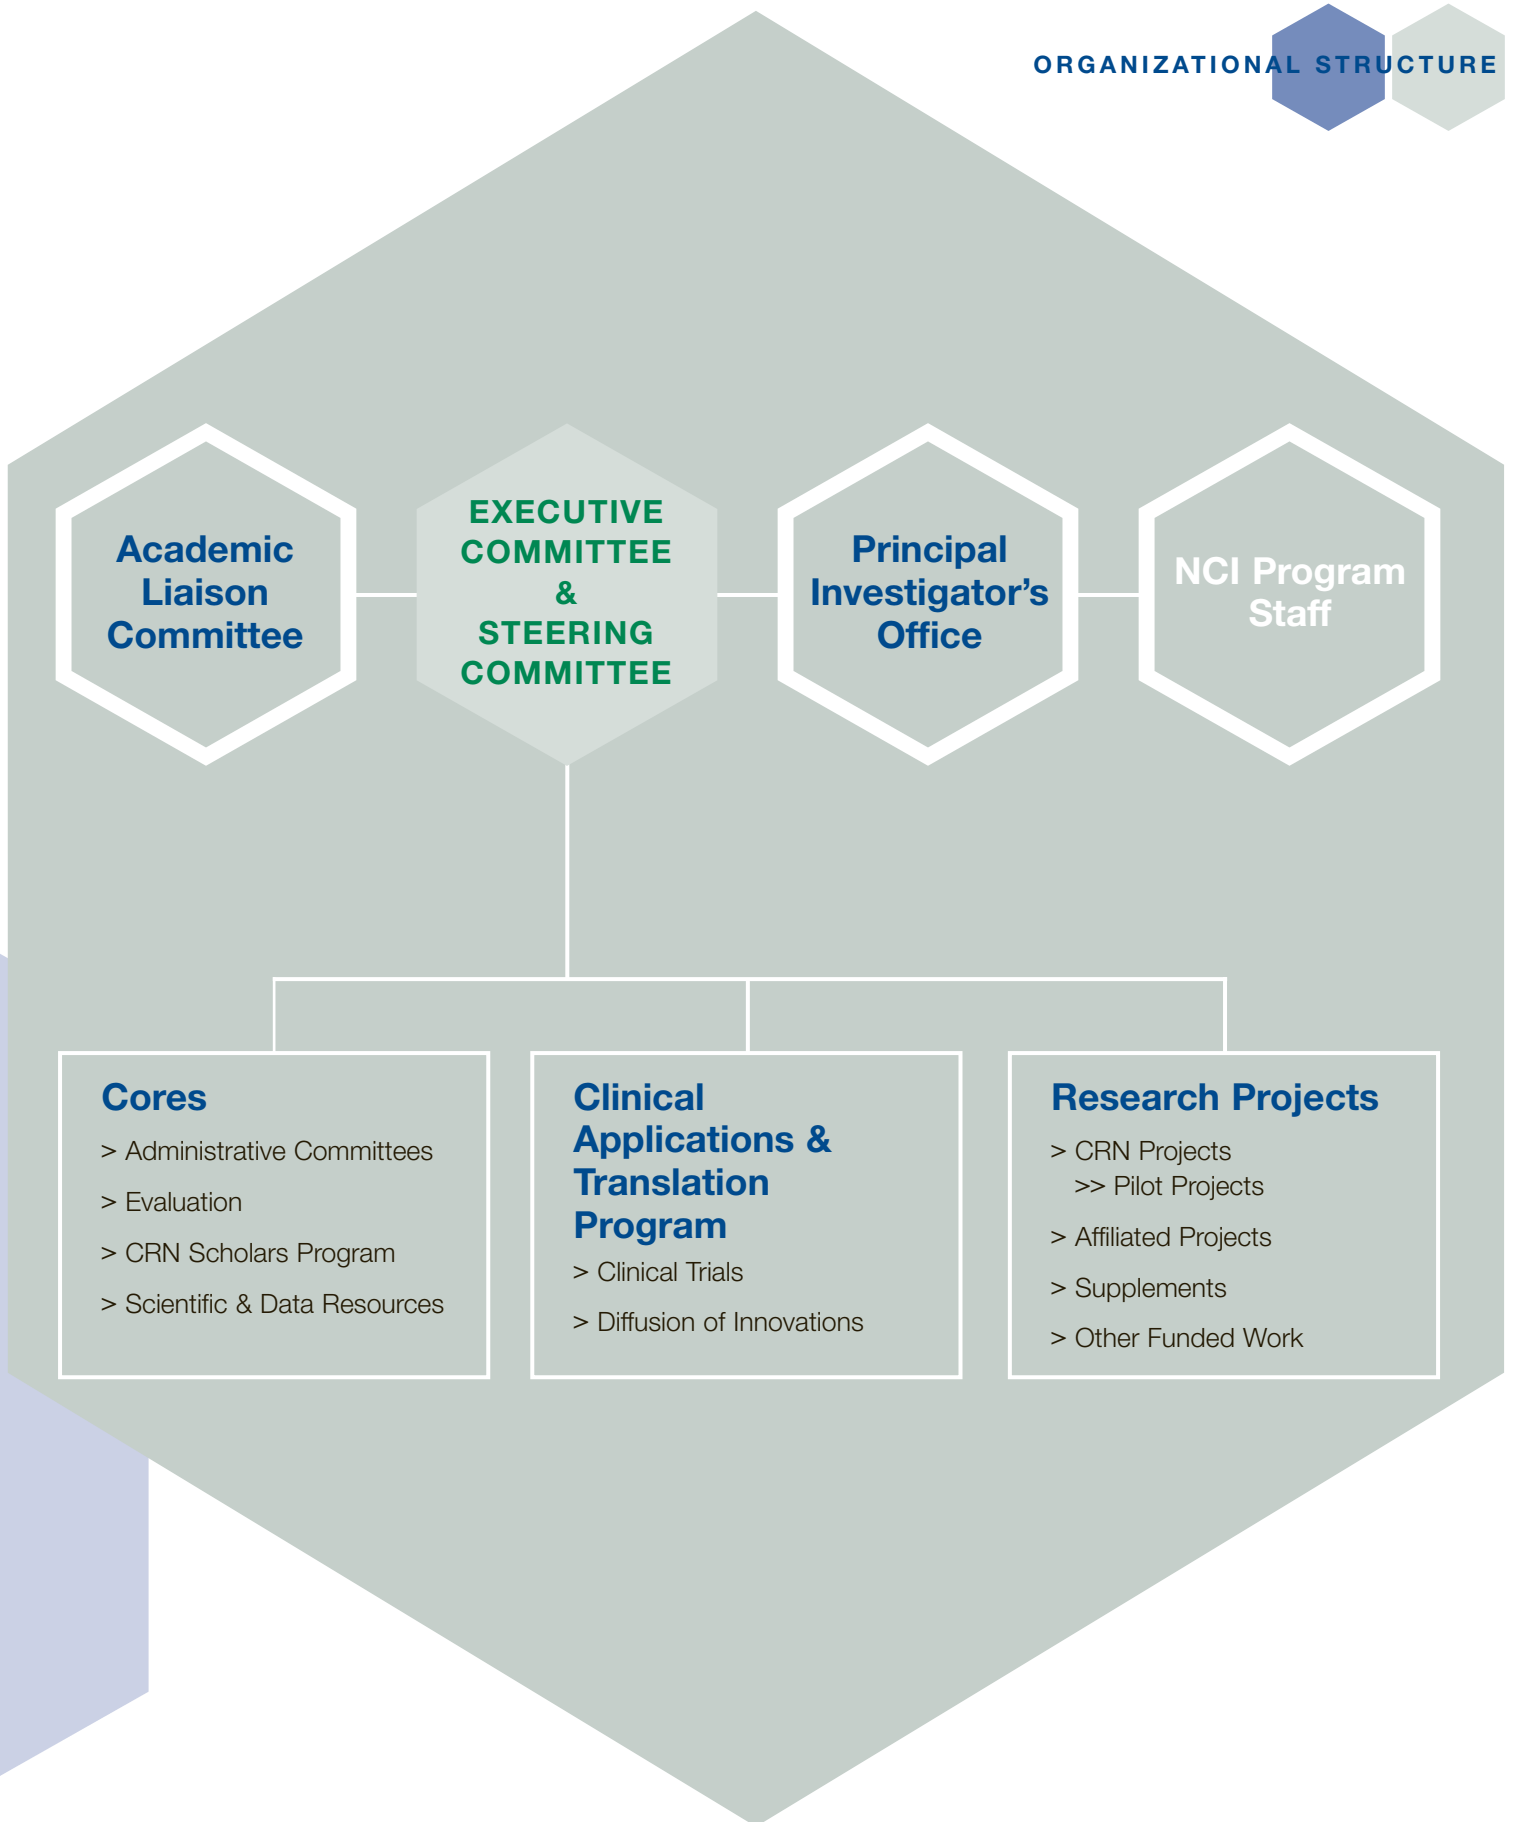 ORGANIZATIONAL STRUCTURE
Academic
Liaison
Committee
EXECUTIVE
COMMITTEE
&
STEERING
COMMITTEE
Principal
Investigator’s
Office
NCI Program
Staff
Cores
> Administrative Committees
> Evaluation
> CRN Scholars Program
> Scientific & Data Resources
Clinical
Applications &
Translation
Program
> Clinical Trials
> Diffusion of Innovations
Research Projects
> CRN Projects
>> Pilot Projects
> Affiliated Projects
> Supplements
> Other Funded Work